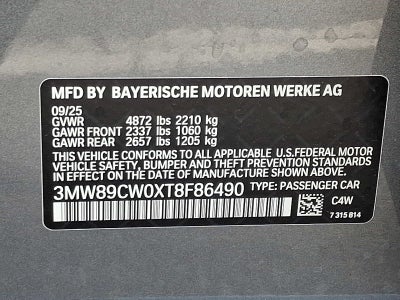 MFD BY BAYERISCHE MOTOREN WERKE AG
09/25
GVWR 4872 lbs 2210 kg
GAWR FRONT 2337 lbs 1060 kg
GAWR REAR 2657 lbs 1205 kg
THIS VEHICLE CONFORMS TO ALL APPLICABLE U.S.FEDERAL MOTOR
VEHICLE SAFETY, BUMPER AND THEFT PREVENTION STANDARDS IN
EFFECT ON THE DATE OF MANUFACTURE SHOWN ABOVE.
3MW89CW0XT8F86490 TYPE: PASSENGER CAR
C4W
7 315 814